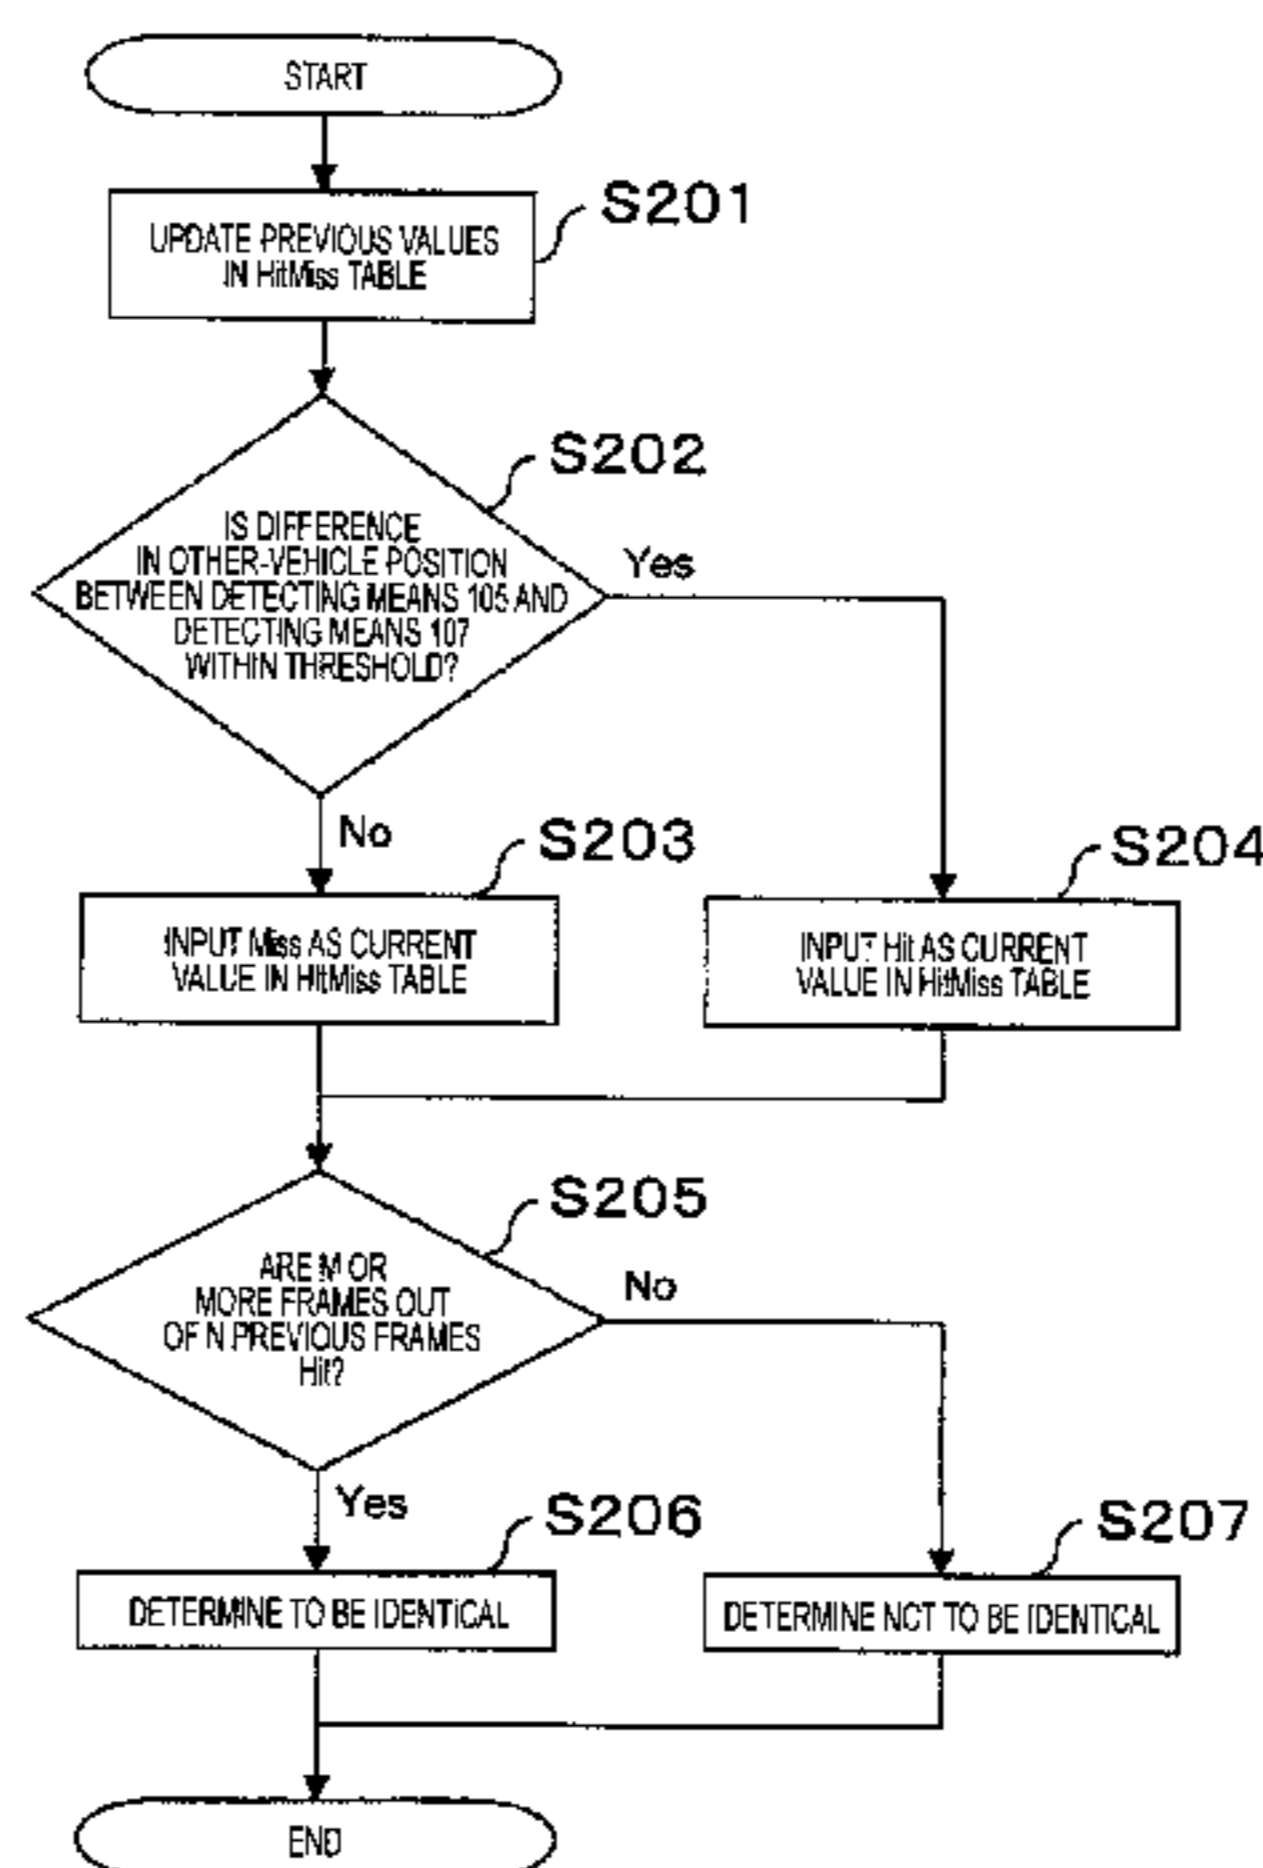 START
S201
UPDATE PREVIOUS VALUES
IN HitMiss TABLE
S202
IS DIFFERENCE
IN OTHER-VEHICLE POSITION
BETWEEN DETECTING MEANS 105 AND
DETECTING MEANS 107
WITHIN THRESHOLD?
Yes
No
S203
S204
INPUT Miss AS CURRENT
VALUE IN HitMiss TABLE
INPUT Hit AS CURRENT
VALUE IN HitMiss TABLE
S205
ARE M OR
MORE FRAMES OUT
OF N PREVIOUS FRAMES
Hit?
No
Yes
S206
S207
DETERMINE TO BE IDENTICAL
DETERMINE NOT TO BE IDENTICAL
END